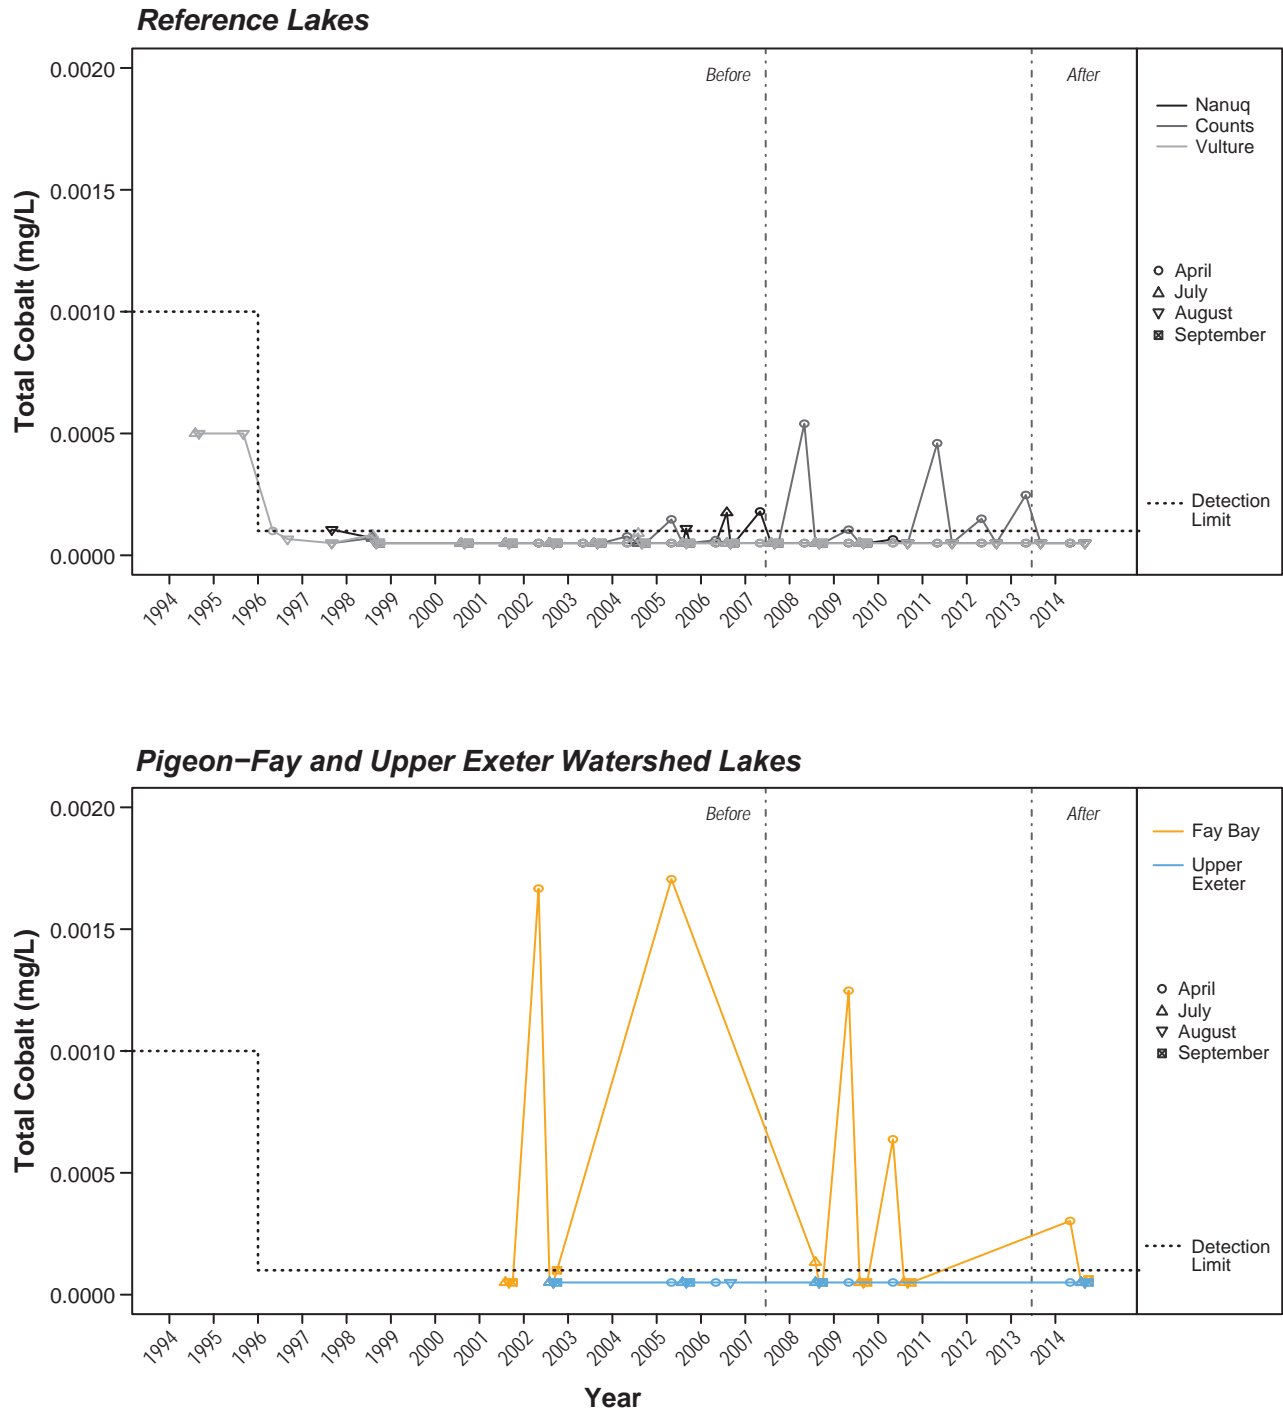 Reference Lakes
Before
After
0.0020
0.0015
0.0010
0.0005
0.0000
Total Cobalt (mg/L)
1994 1995 1996 1997 1998 1999 2000 2001 2002 2003 2004 2005 2006 2007 2008 2009 2010 2011 2012 2013 2014
Nanuq
Counts
Vulture
April
July
August
September
Detection
Limit
Pigeon−Fay and Upper Exeter Watershed Lakes
Before
After
0.0020
0.0015
0.0010
0.0005
0.0000
Total Cobalt (mg/L)
1994 1995 1996 1997 1998 1999 2000 2001 2002 2003 2004 2005 2006 2007 2008 2009 2010 2011 2012 2013 2014
Year
Fay Bay
Upper
Exeter
April
July
August
September
Detection
Limit